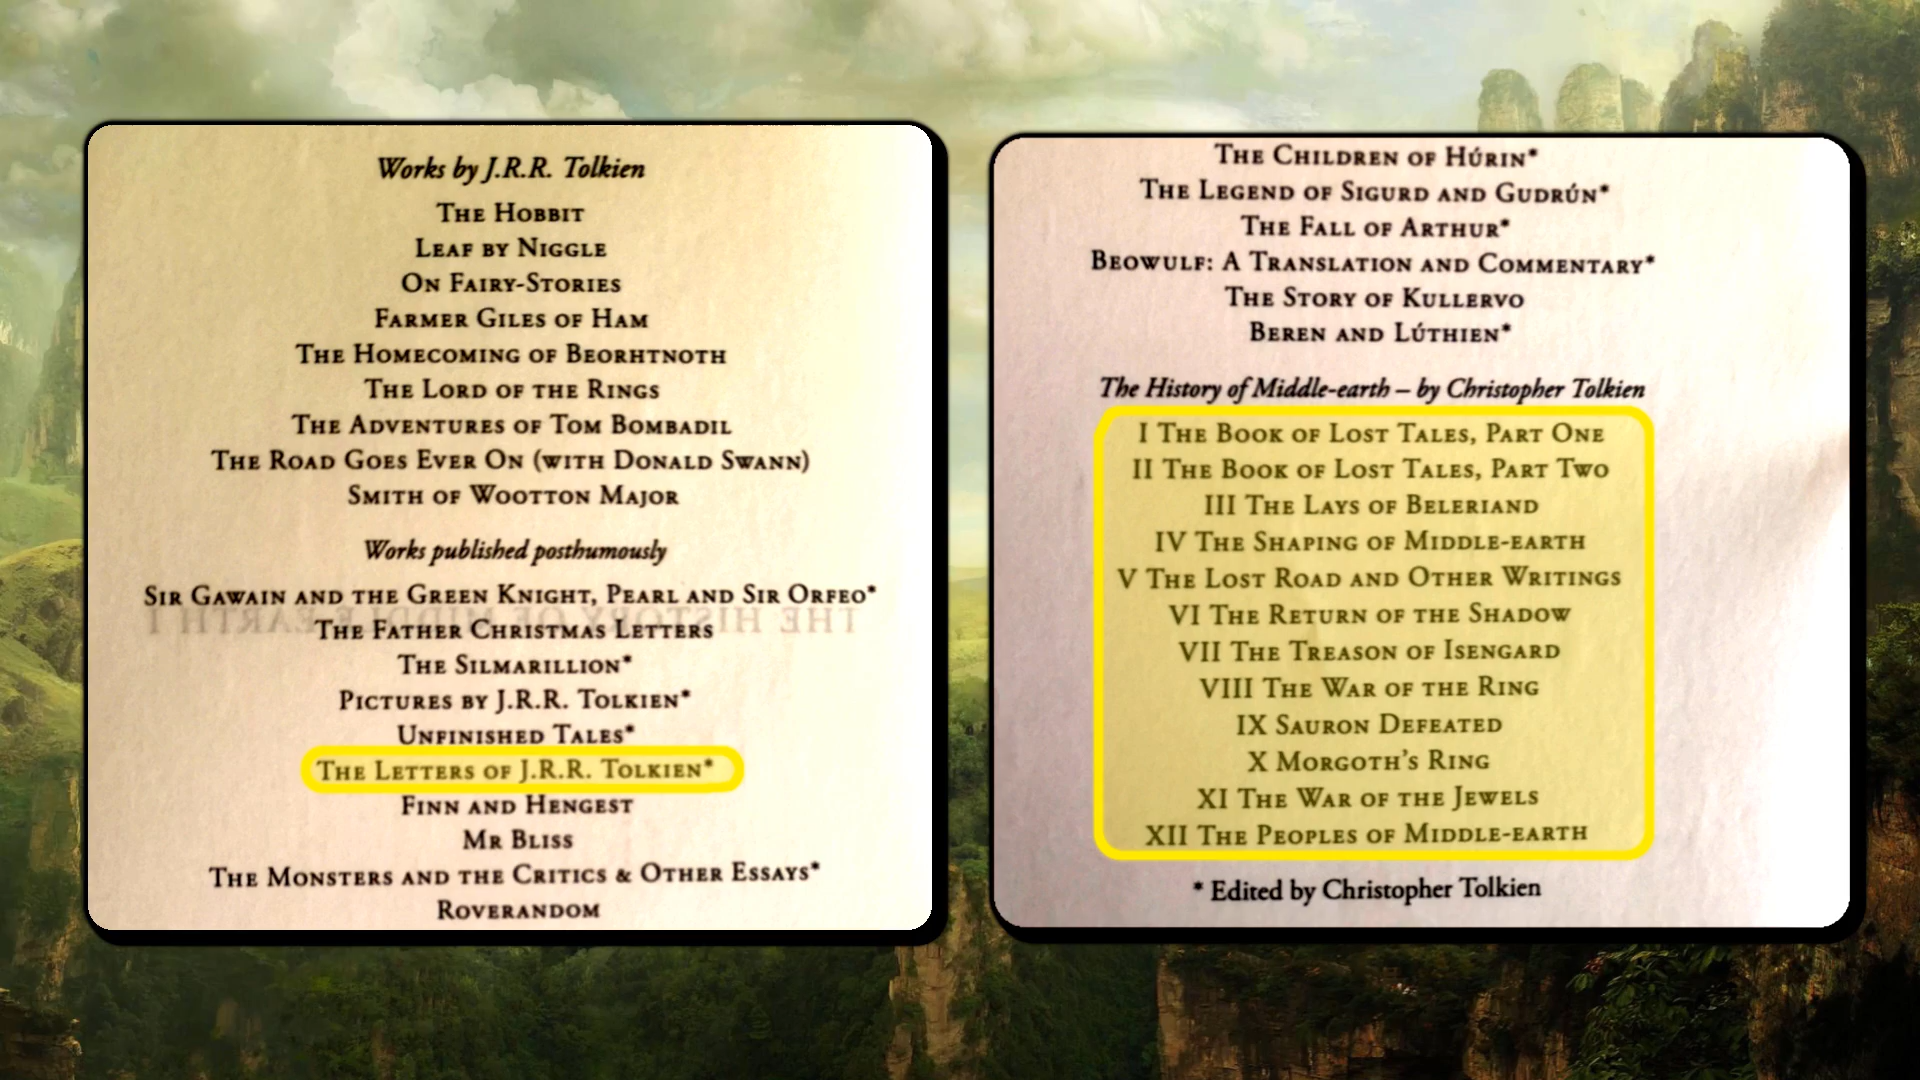 Works by J.R.R. Tolkien
The Hobbit
Leaf by Niggle
On Fairy-Stories
Farmer Giles of Ham
The Homecoming of Beorhtnoth
The Lord of the Rings
The Adventures of Tom Bombadil
The Road Goes Ever On (with Donald Swann)
Smith of Wootton Major
Works published posthumously
Sir Gawain and the Green Knight, Pearl and Sir Orfeo*
THE HISTORY OF MIDDLE-EARTH I
The Father Christmas Letters
The Silmarillion*
Pictures by J.R.R. Tolkien*
Unfinished Tales*
The Letters of J.R.R. Tolkien*
Finn and Hengest
Mr Bliss
The Monsters and the Critics & Other Essays*
Roverandom
The Children of Húrin*
The Legend of Sigurd and Gudrún*
The Fall of Arthur*
Beowulf: A Translation and Commentary*
The Story of Kullervo
Beren and Lúthien*
The History of Middle-earth – by Christopher Tolkien
I The Book of Lost Tales, Part One
II The Book of Lost Tales, Part Two
III The Lays of Beleriand
IV The Shaping of Middle-earth
V The Lost Road and Other Writings
VI The Return of the Shadow
VII The Treason of Isengard
VIII The War of the Ring
IX Sauron Defeated
X Morgoth's Ring
XI The War of the Jewels
XII The Peoples of Middle-earth
* Edited by Christopher Tolkien